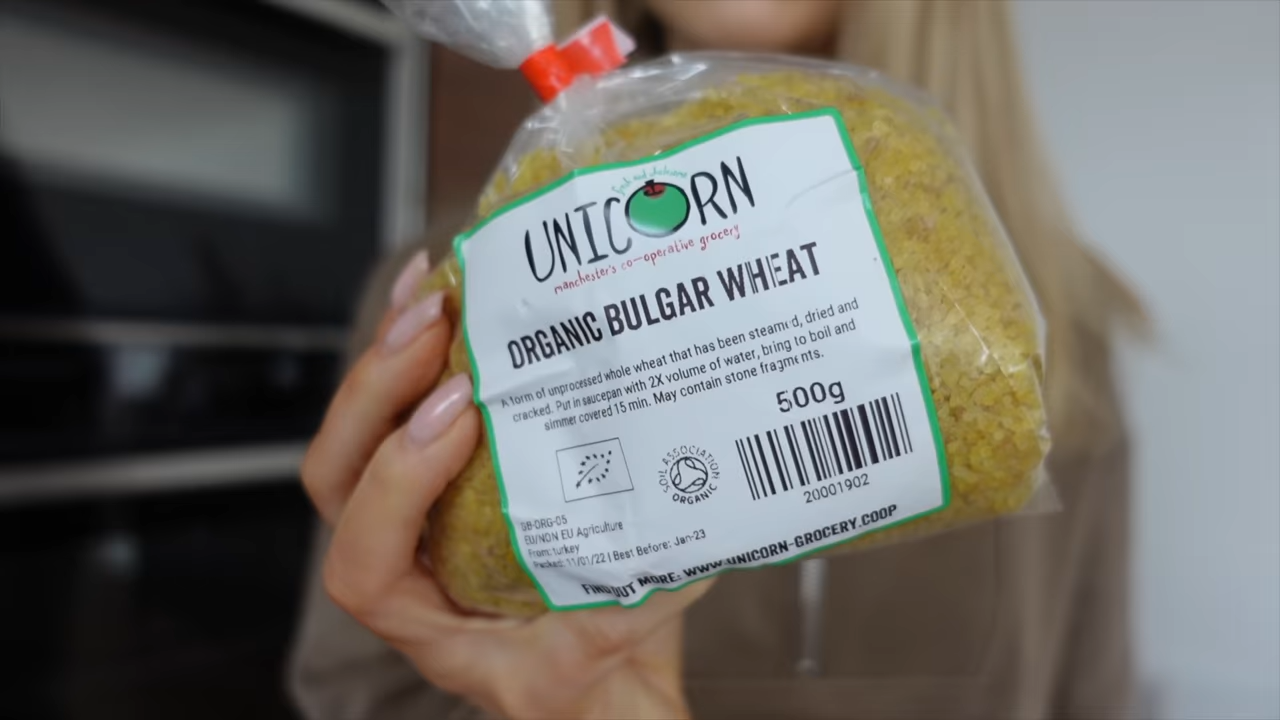 fresh and wholesome
UNICORN
manchester's co-operative grocery
ORGANIC BULGAR WHEAT
A form of unprocessed whole wheat that has been steamed, dried and
cracked. Put in saucepan with 2X volume of water, bring to boil and
simmer covered 15 min. May contain stone fragments.
500g
SOIL ASSOCIATION
ORGANIC
20001902
GB-ORG-05
EU/NON EU Agriculture
From: turkey
Packed: 11/01/22 | Best Before: Jan-23
FIND OUT MORE: WWW.UNICORN-GROCERY.COOP